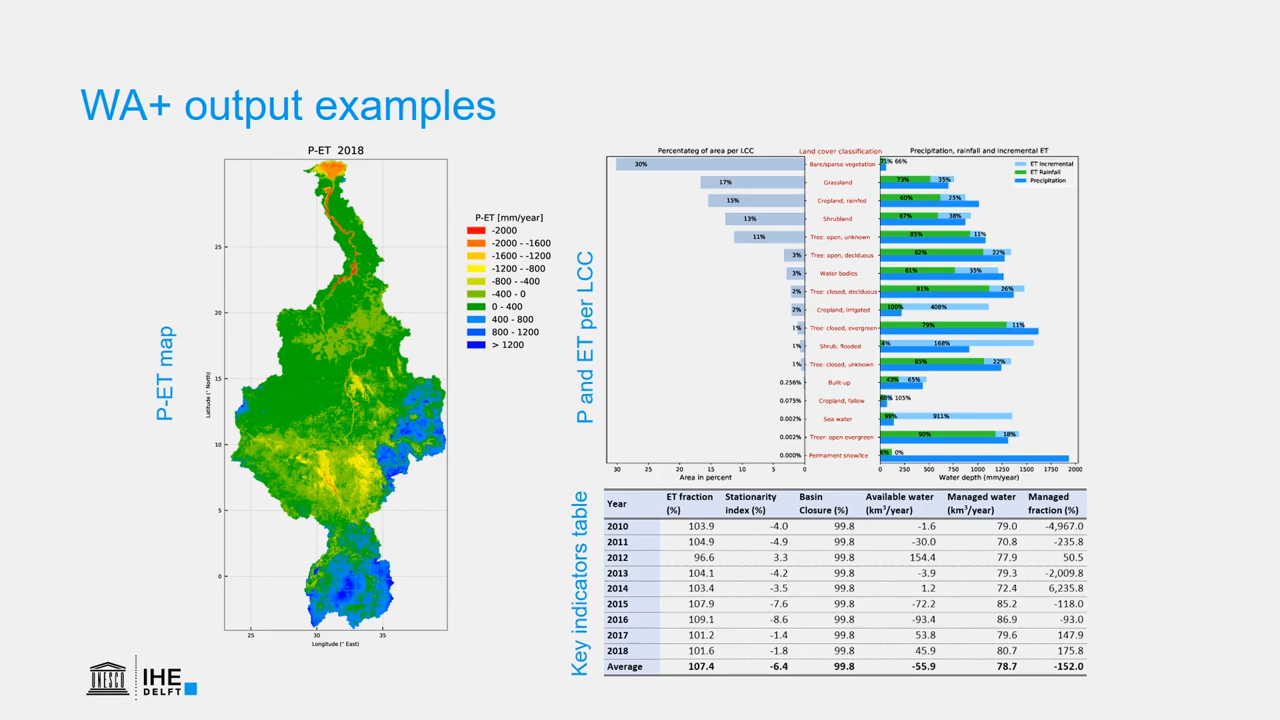 WA+ output examples
P-ET map
P-ET 2018
25
20
15
10
5
0
Latitude (° North)
25 30 35
Longitude (° East)
P-ET [mm/year]
-2000
-2000 - -1600
-1600 - -1200
-1200 - -800
-800 - -400
-400 - 0
0 - 400
400 - 800
800 - 1200
> 1200
P and ET per LCC
Percentateg of area per LCC Land cover classification Precipitation, rainfall and incremental ET
ET Incremental
ET Rainfall
Precipitation
30% Bare/sparse vegetation 71% 66%
17% Grassland 73% 35%
15% Cropland, rainfed 60% 25%
13% Shrubland 67% 38%
11% Tree: open, unknown 85% 11%
3% Tree: open, deciduous 82% 22%
3% Water bodies 61% 35%
2% Tree: closed, deciduous 81% 26%
2% Cropland, irrigated 100% 408%
1% Tree: closed, evergreen 79% 11%
1% Shrub, flooded 4% 168%
1% Tree: closed, unknown 85% 22%
0.256% Built-up 43% 65%
0.075% Cropland, fallow 105%
0.002% Sea water 99% 911%
0.002% Tree: open evergreen 90% 18%
0.000% Permament snow/ice 6% 0%
30 25 20 15 10 5 0 0 250 500 750 1000 1250 1500 1750 2000
Area in percent Water depth (mm/year)
Key indicators table
Year ET fraction (%) Stationarity index (%) Basin Closure (%) Available water (km³/year) Managed water (km³/year) Managed fraction (%)
2010 103.9 -4.0 99.8 -1.6 79.0 -4,967.0
2011 104.9 -4.9 99.8 -30.0 70.8 -235.8
2012 96.6 3.3 99.8 154.4 77.9 50.5
2013 104.1 -4.2 99.8 -3.9 79.3 -2,009.8
2014 103.4 -3.5 99.8 1.2 72.4 6,235.8
2015 107.9 -7.6 99.8 -72.2 85.2 -118.0
2016 109.1 -8.6 99.8 -93.4 86.9 -93.0
2017 101.2 -1.4 99.8 53.8 79.6 147.9
2018 101.6 -1.8 99.8 45.9 80.7 175.8
Average 107.4 -6.4 99.8 -55.9 78.7 -152.0
UNESCO
IHE
DELFT